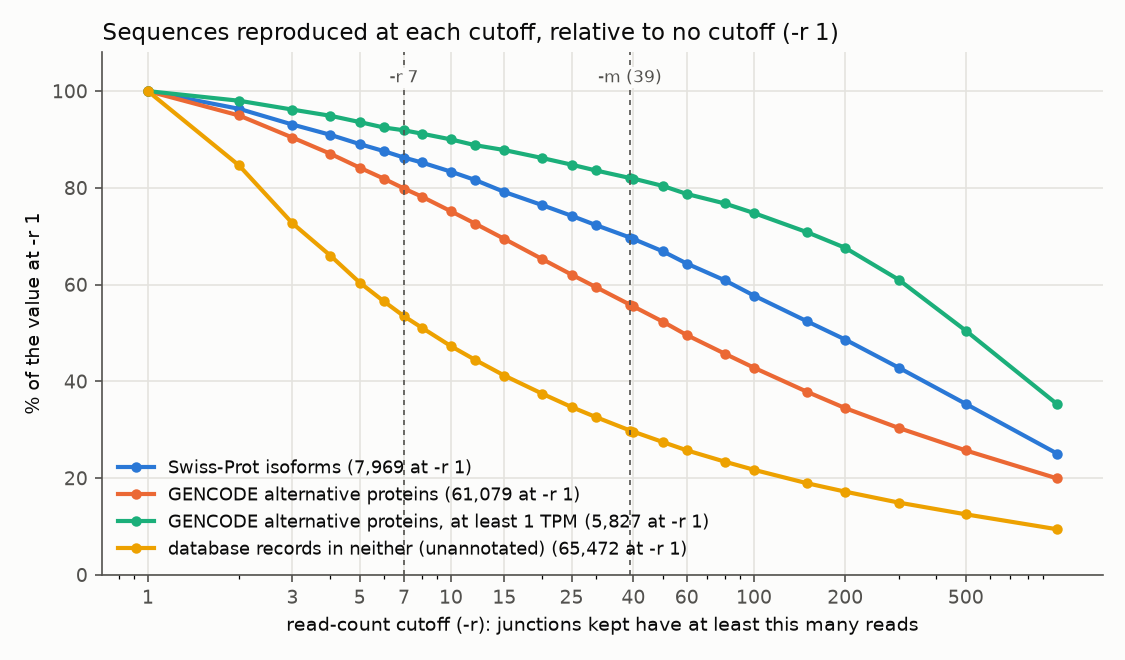 Sequences reproduced at each cutoff, relative to no cutoff (-r 1)
-r 7
-m (39)
100
80
60
40
20
0
% of the value at -r 1
Swiss-Prot isoforms (7,969 at -r 1)
GENCODE alternative proteins (61,079 at -r 1)
GENCODE alternative proteins, at least 1 TPM (5,827 at -r 1)
database records in neither (unannotated) (65,472 at -r 1)
1 3 5 7 10 15 25 40 60 100 200 500
read-count cutoff (-r): junctions kept have at least this many reads